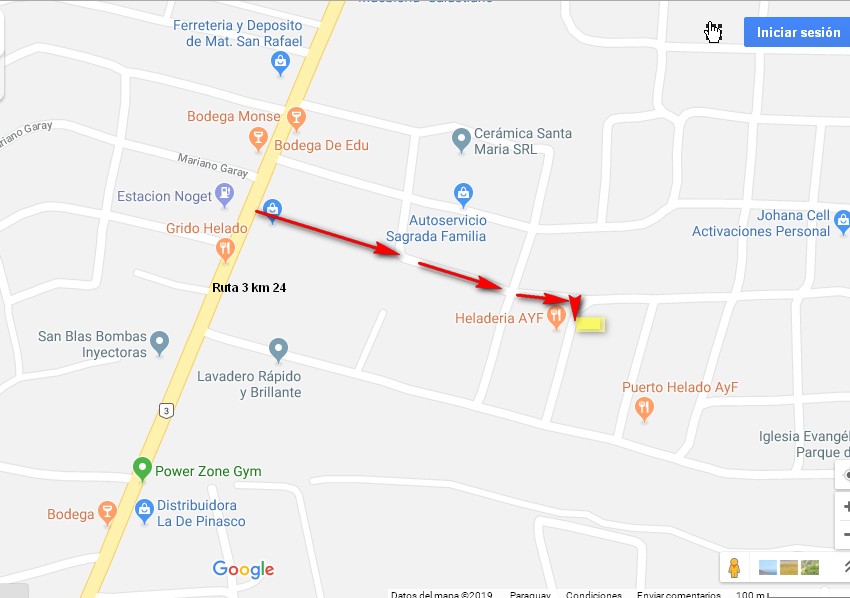 Ferreteria y Deposito
de Mat. San Rafael
Iniciar sesión
Bodega Monse
Bodega De Edu
Cerámica Santa
Maria SRL
Mariano Garay
Mariano Garay
Estacion Noget
Autoservicio
Sagrada Familia
Johana Cell
Activaciones Personal
Grido Helado
Ruta 3 km 24
Heladeria AYF
San Blas Bombas
Inyectoras
Lavadero Rápido
y Brillante
Puerto Helado AyF
3
Iglesia Evangél
Parque d
Power Zone Gym
Bodega
Distribuidora
La De Pinasco
Google
Datos del mapa ©2019 Paraguay Condiciones Enviar comentarios 100 m